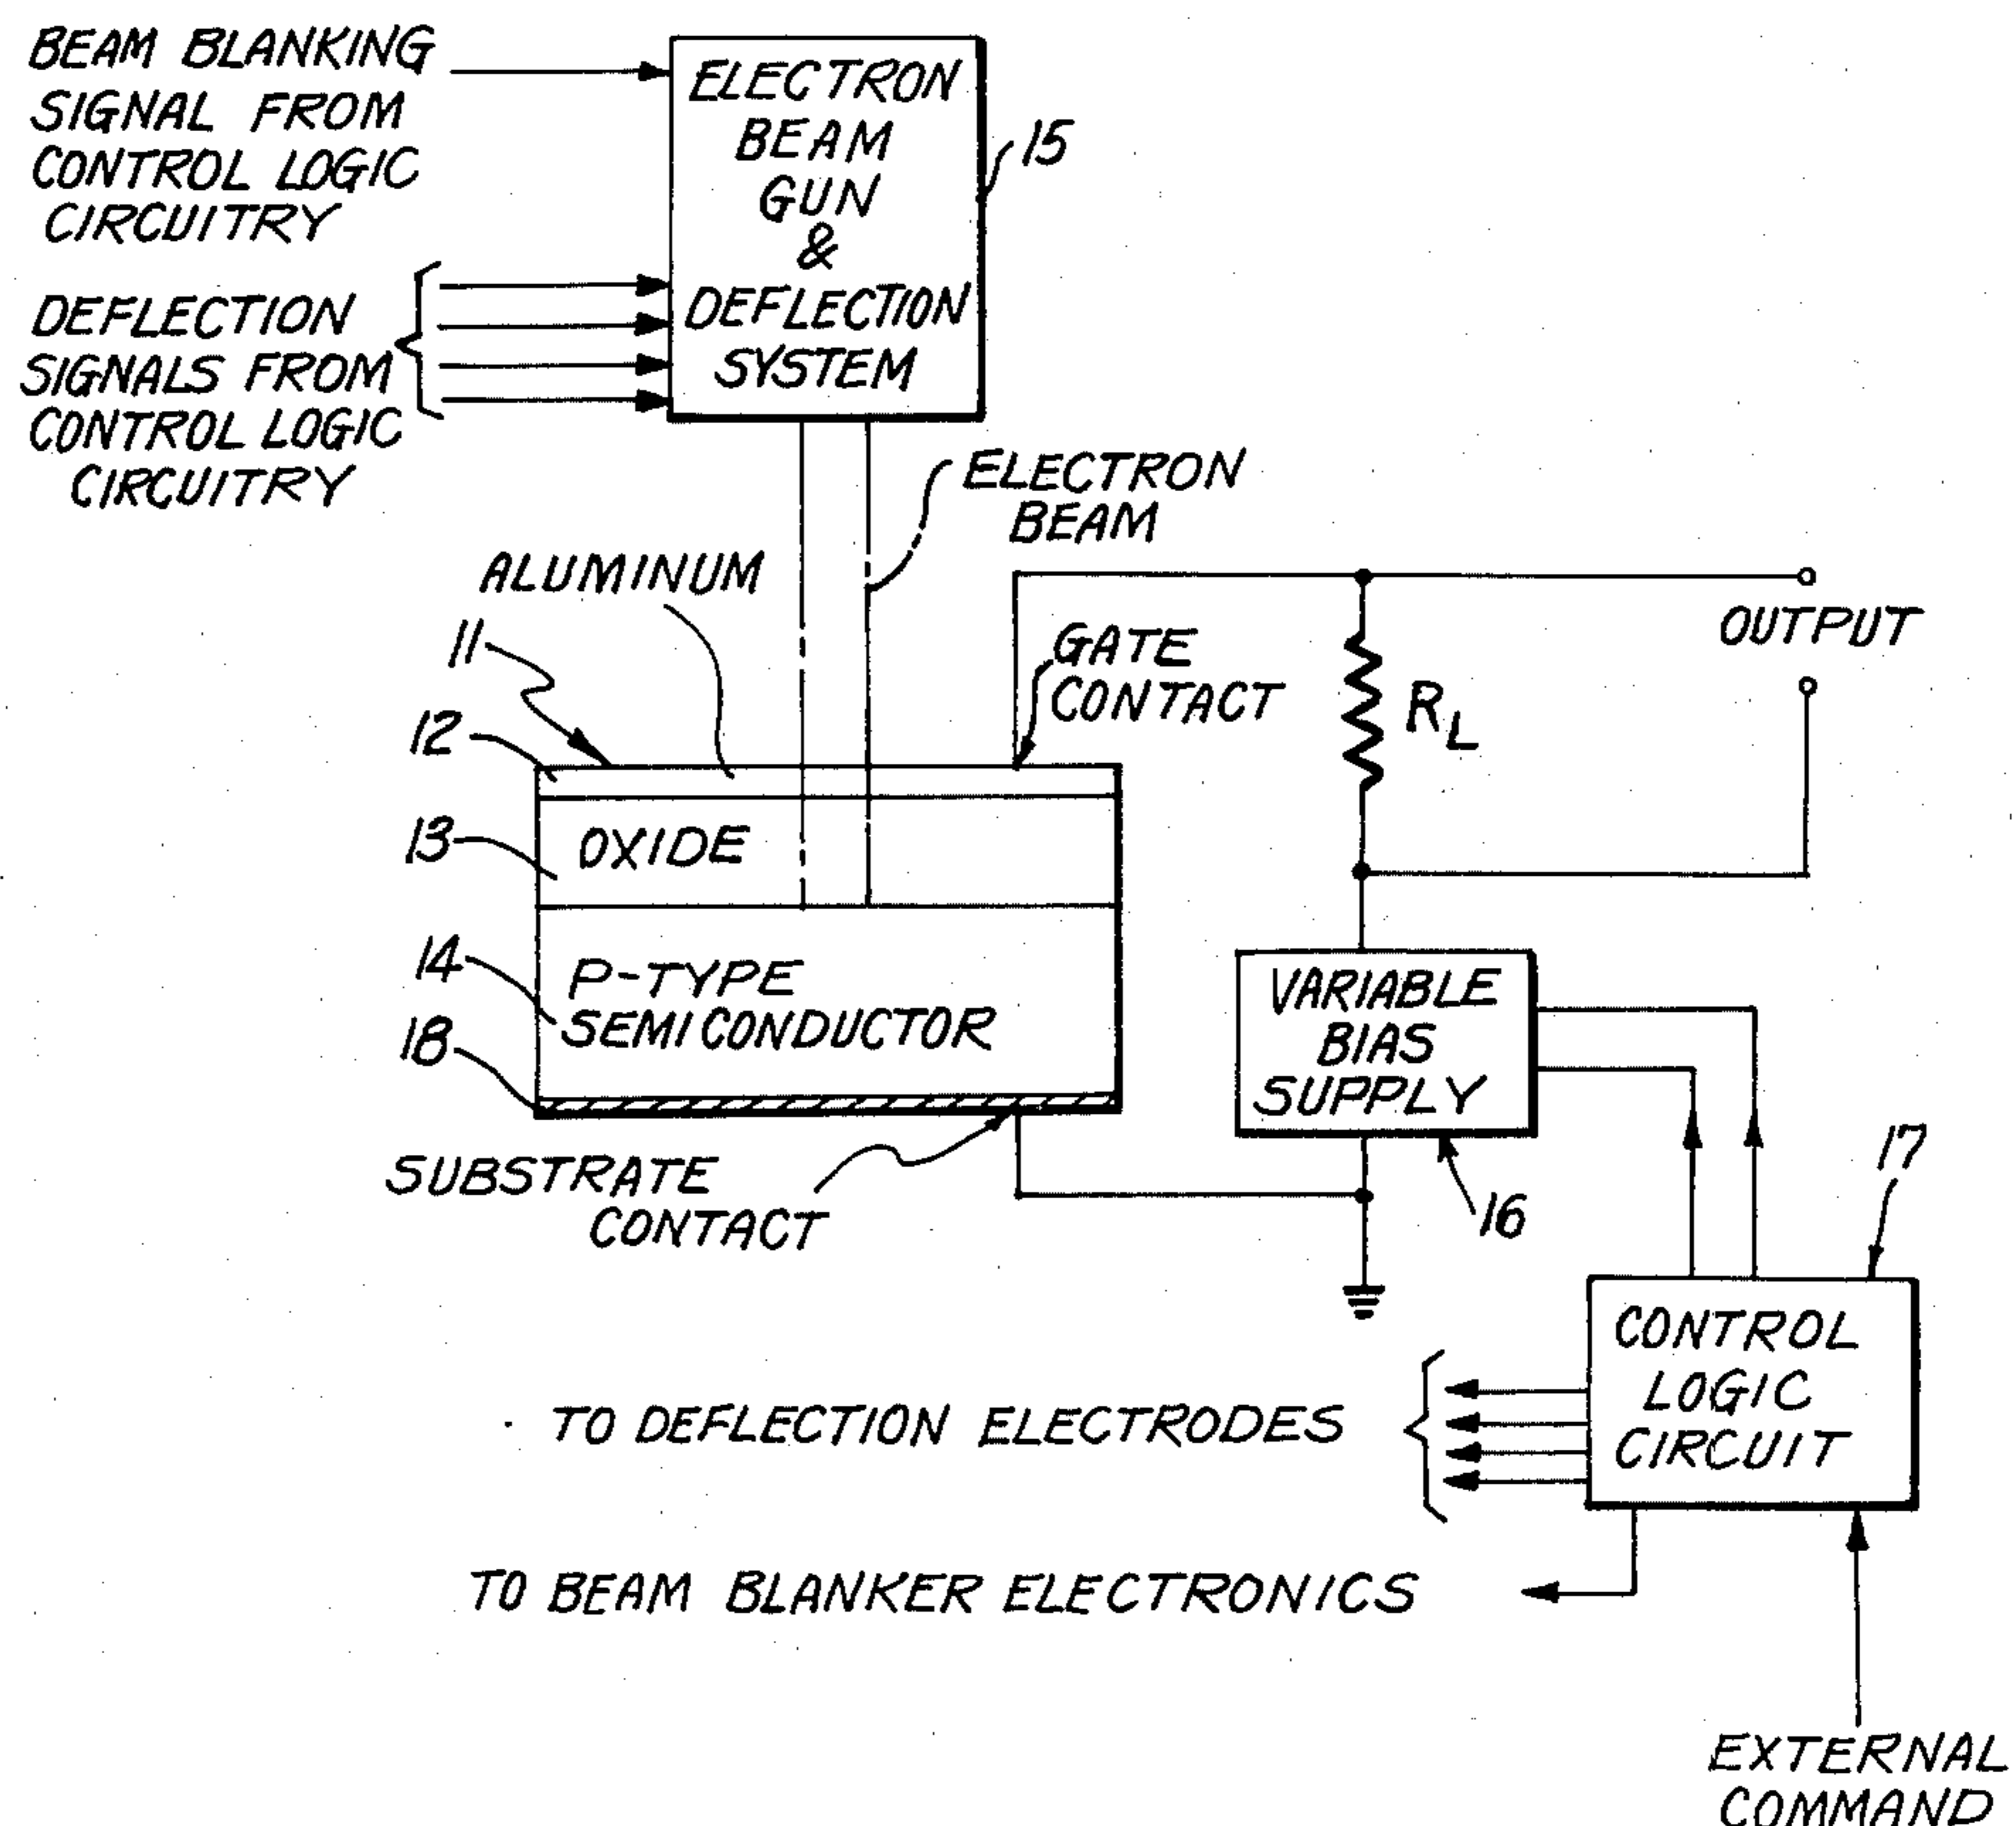 BEAM BLANKING
SIGNAL FROM
CONTROL LOGIC
CIRCUITRY
DEFLECTION
SIGNALS FROM
CONTROL LOGIC
CIRCUITRY
ELECTRON
BEAM
GUN
&
DEFLECTION
SYSTEM
15
ELECTRON
BEAM
ALUMINUM
11
12
13
14
18
GATE
CONTACT
OUTPUT
RL
OXIDE
P-TYPE
SEMICONDUCTOR
SUBSTRATE
CONTACT
VARIABLE
BIAS
SUPPLY
16
17
CONTROL
LOGIC
CIRCUIT
TO DEFLECTION ELECTRODES
TO BEAM BLANKER ELECTRONICS
EXTERNAL
COMMAND